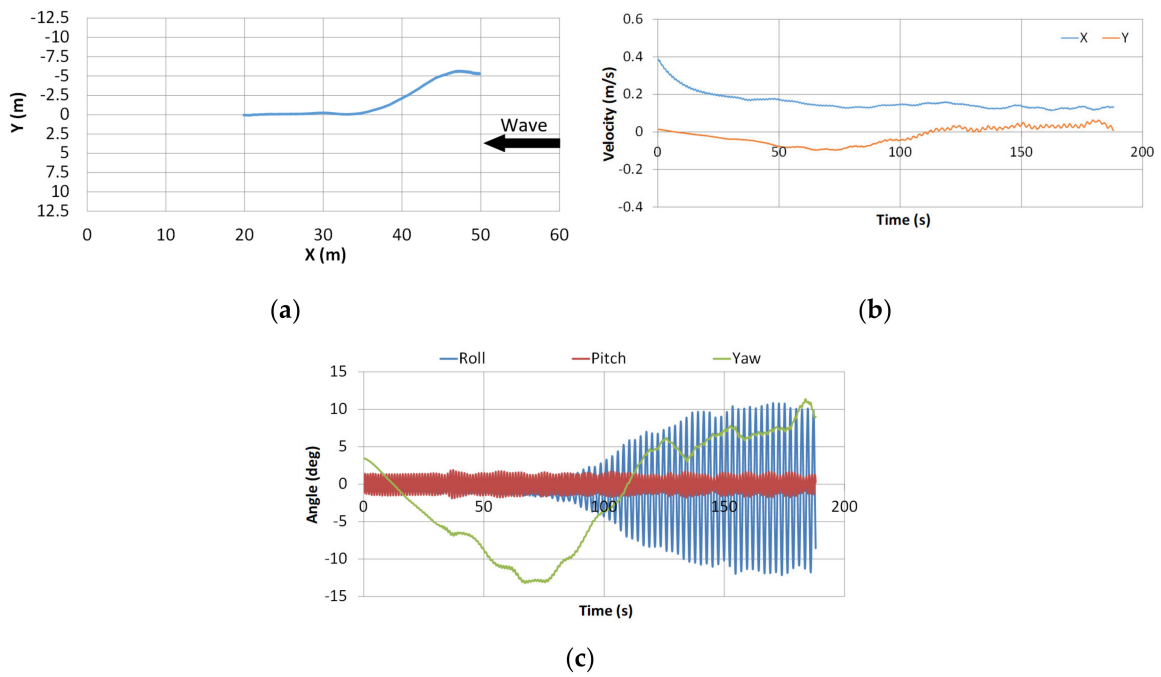 -12.5
-10
-7.5
-5
-2.5
0
2.5
5
7.5
10
12.5
Y (m)
Wave
0 10 20 30 40 50 60
X (m)
(a)
X Y
0.6
0.4
0.2
0
-0.2
-0.4
Velocity (m/s)
0 50 100 150 200
Time (s)
(b)
Roll Pitch Yaw
15
10
5
0
-5
-10
-15
Angle (deg)
0 50 100 150 200
Time (s)
(c)